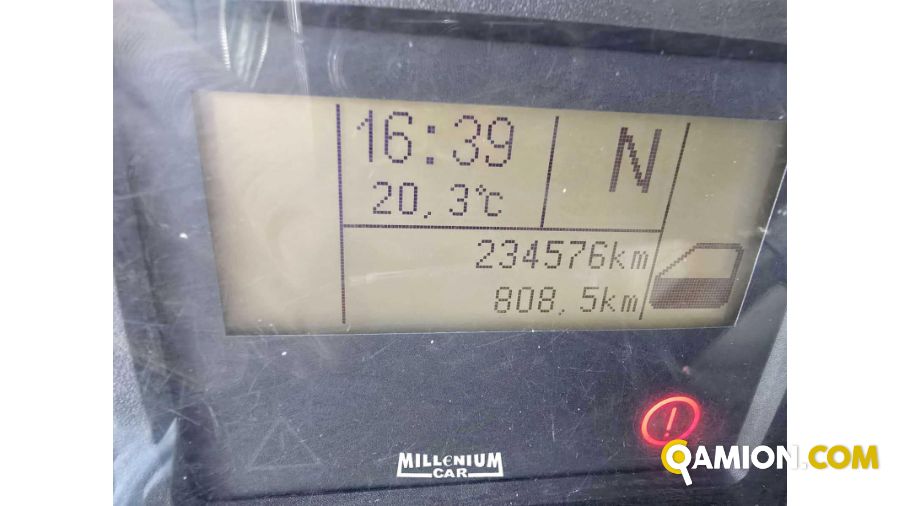 16:39
N
20,3°C
234576km
808,5km
MILLENIUM
CAR
QAMION.COM